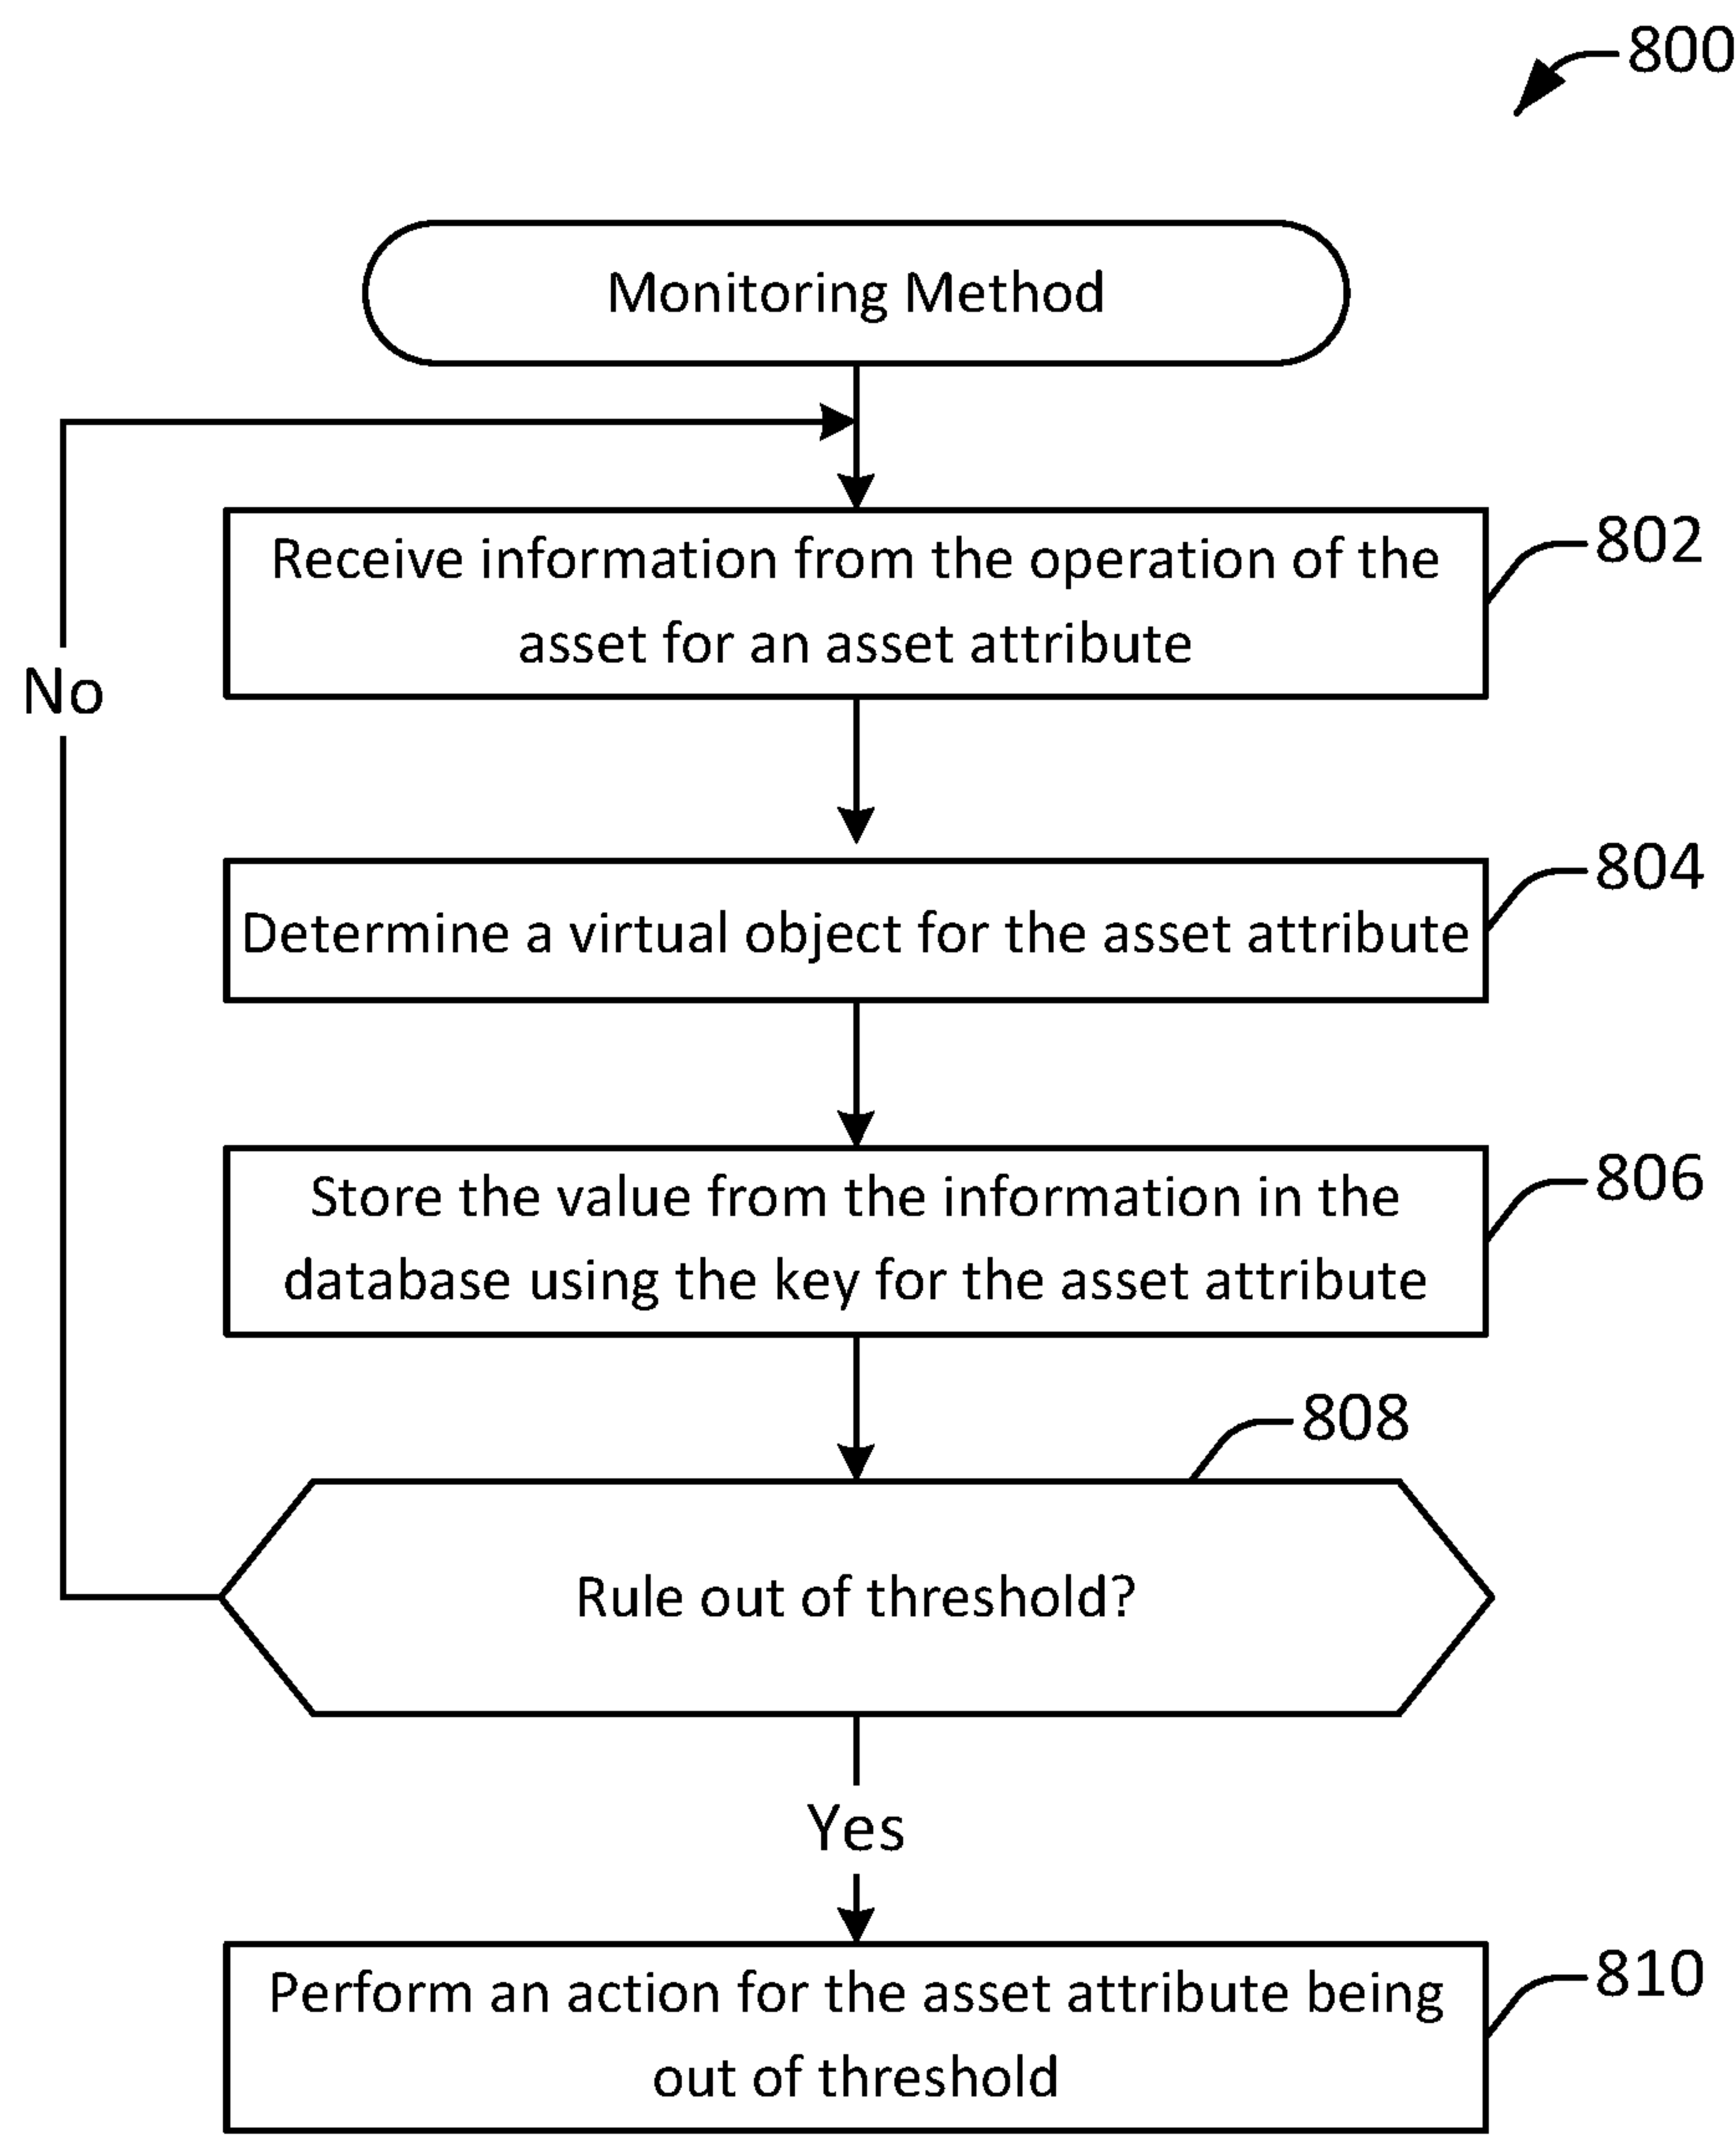 800
Monitoring Method
Receive information from the operation of the
asset for an asset attribute
802
No
Determine a virtual object for the asset attribute
804
Store the value from the information in the
database using the key for the asset attribute
806
808
Rule out of threshold?
Yes
Perform an action for the asset attribute being
out of threshold
810